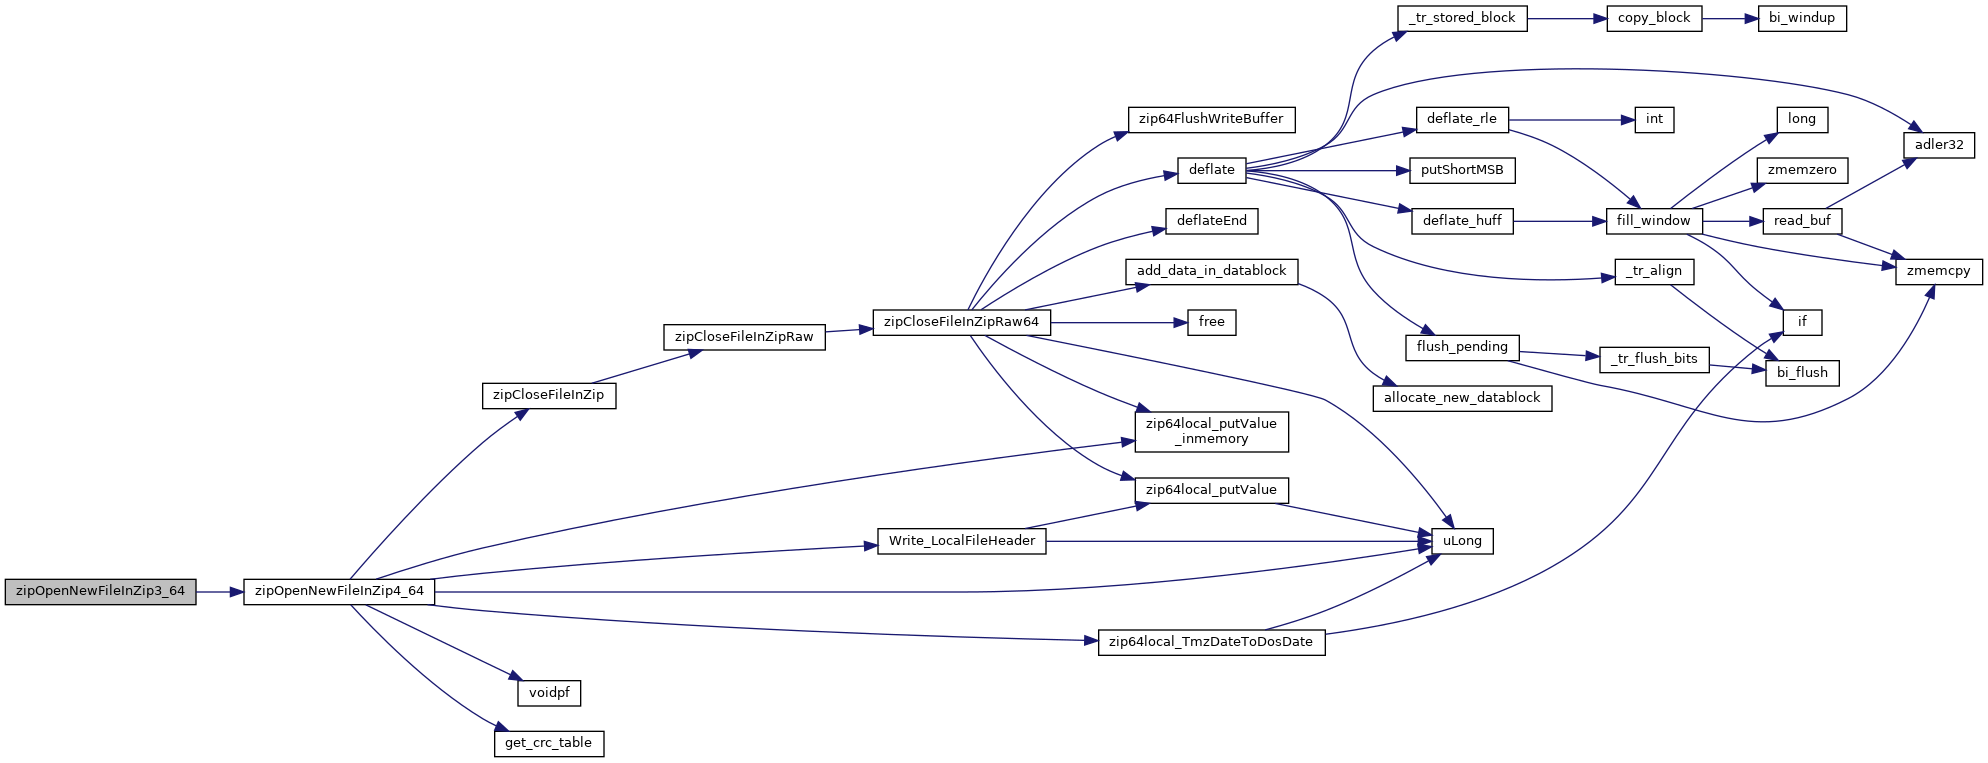 _tr_stored_block
copy_block
bi_windup
zip64FlushWriteBuffer
deflate_rle
int
long
adler32
deflate
putShortMSB
zmemzero
deflateEnd
deflate_huff
fill_window
read_buf
add_data_in_datablock
_tr_align
zmemcpy
zipCloseFileInZipRaw64
free
if
zipCloseFileInZipRaw
flush_pending
_tr_flush_bits
bi_flush
zipCloseFileInZip
allocate_new_datablock
zip64local_putValue
_inmemory
zip64local_putValue
Write_LocalFileHeader
uLong
zipOpenNewFileInZip3_64
zipOpenNewFileInZip4_64
zip64local_TmzDateToDosDate
voidpf
get_crc_table